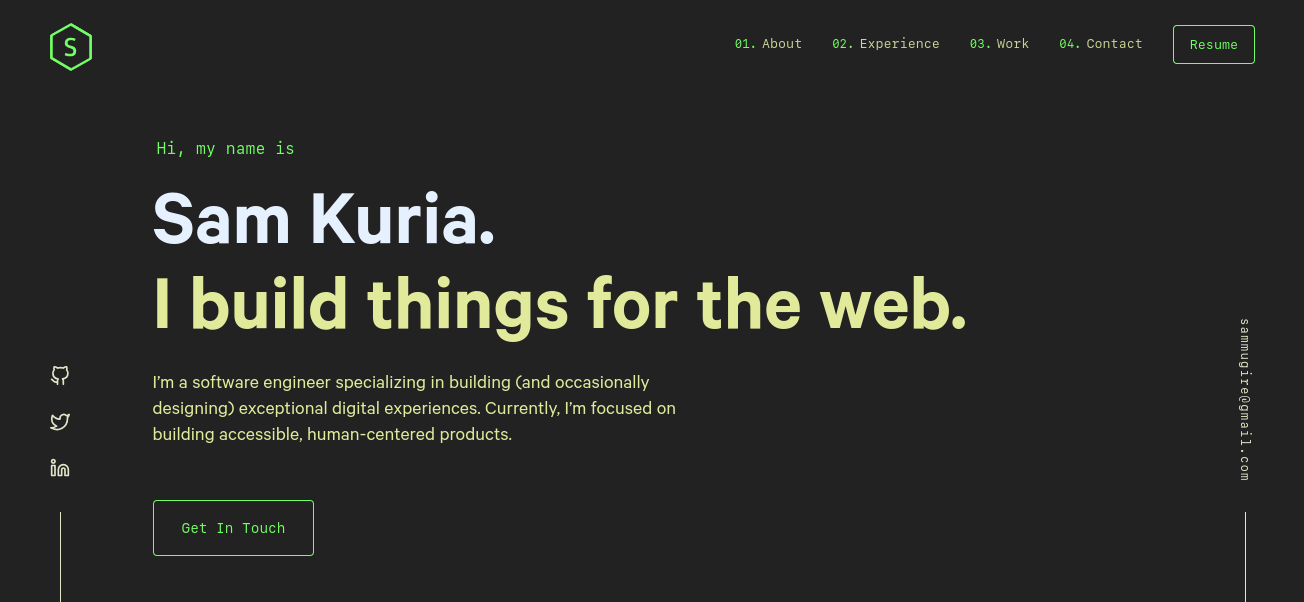 S
01. About 02. Experience 03. Work 04. Contact Resume
Hi, my name is
Sam Kuria.
I build things for the web.
I'm a software engineer specializing in building (and occasionally
designing) exceptional digital experiences. Currently, I'm focused on
building accessible, human-centered products.
Get In Touch
sammugire@gmail.com